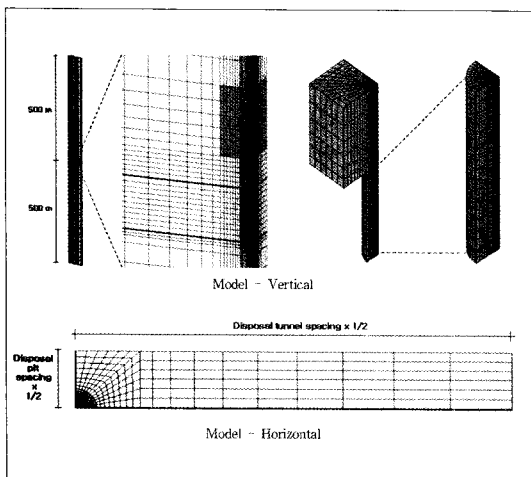 500 m
500 m
Model - Vertical
Disposal tunnel spacing x 1/2
Disposal
pit
spacing
x
1/2
Model - Horizontal